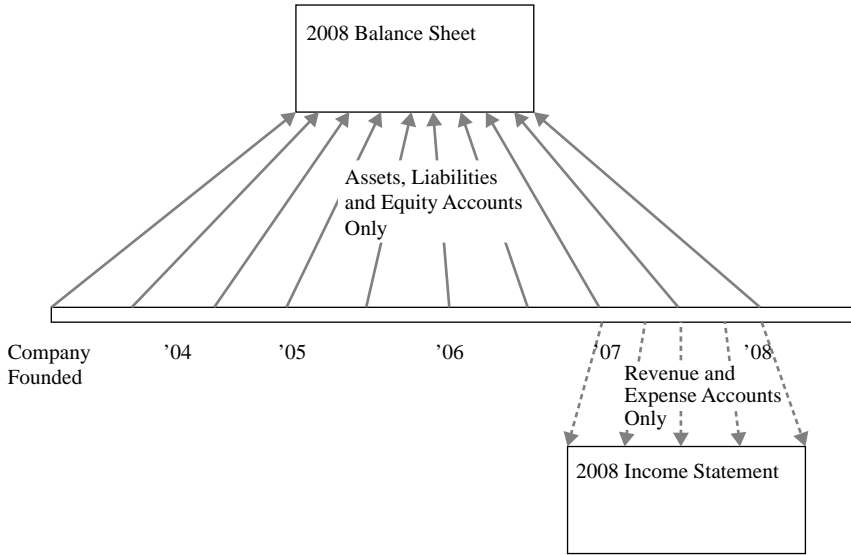 2008 Balance Sheet
Assets, Liabilities
and Equity Accounts
Only
Company
Founded
’04
’05
’06
’07
’08
Revenue and
Expense Accounts
Only
2008 Income Statement